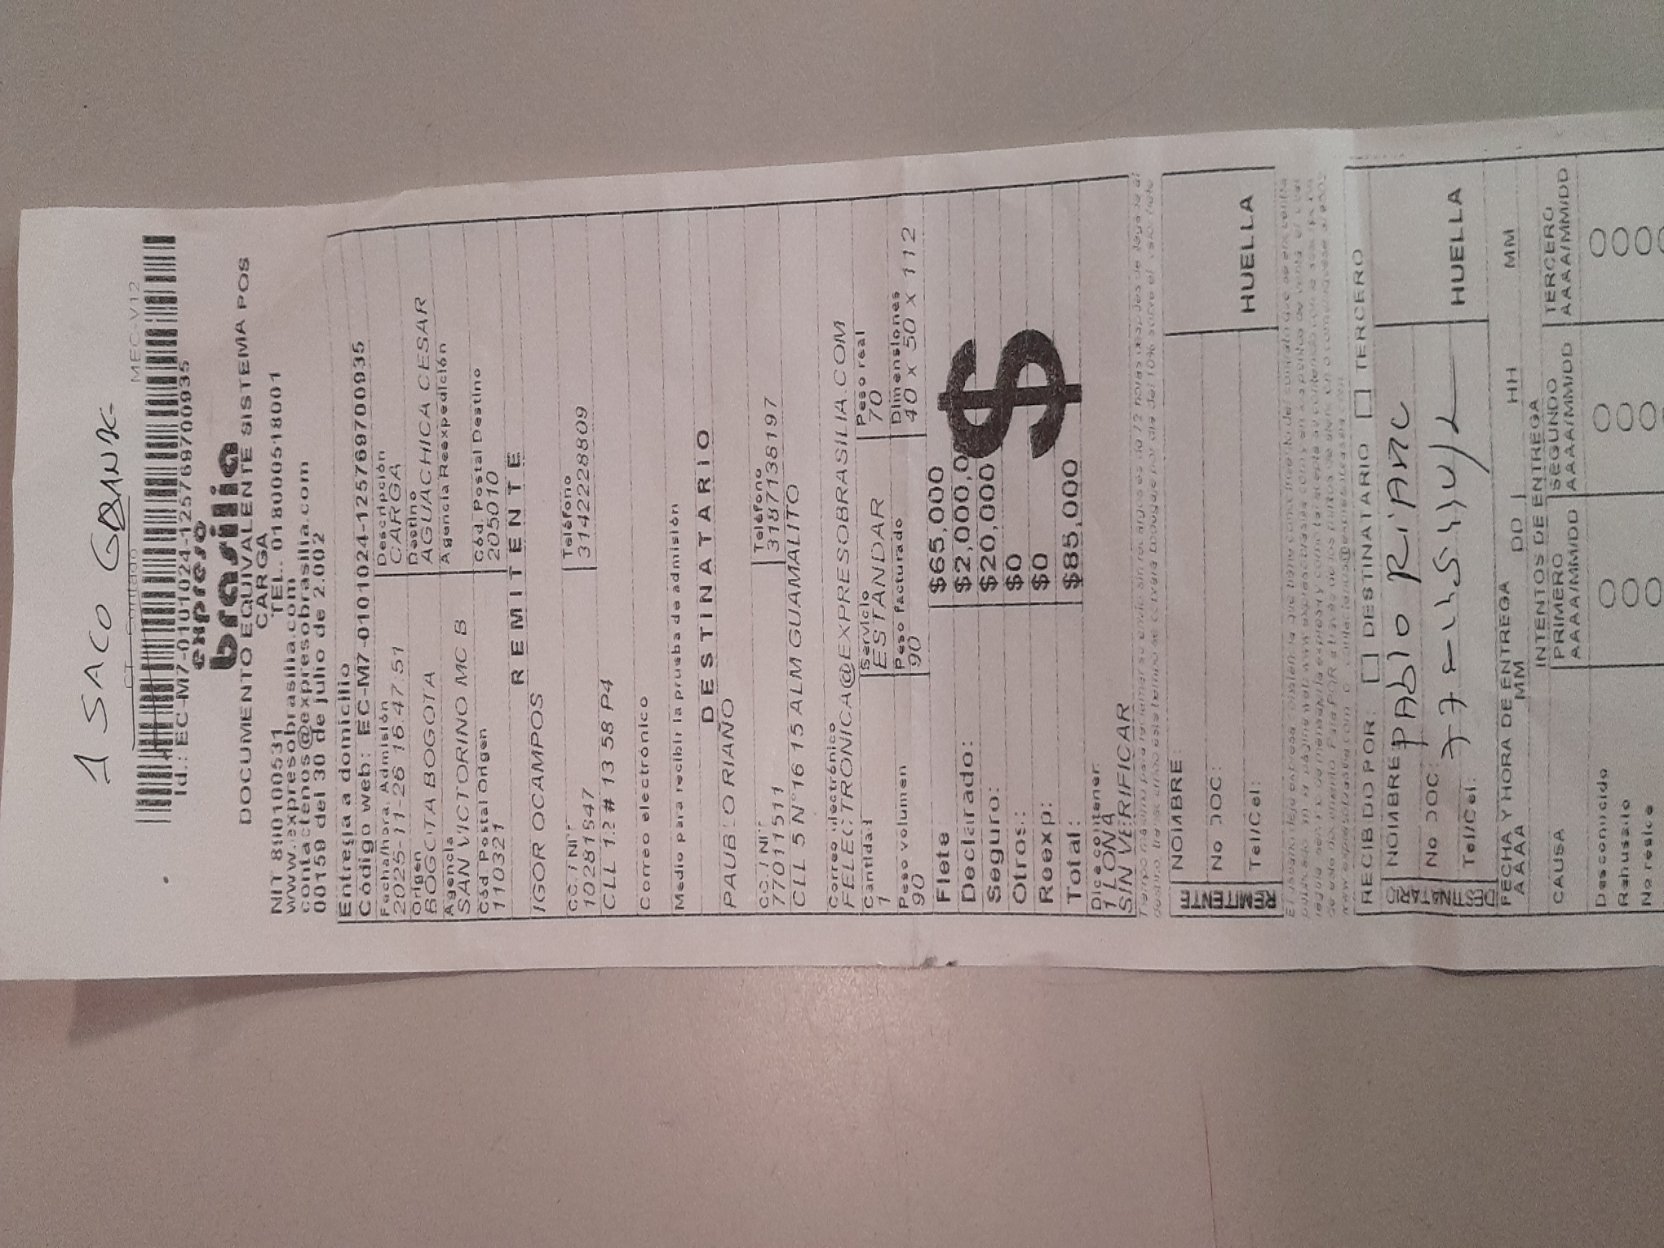 1 SACO GRANK
MEC-V12
CT Contado
Id.: EC-M7-0101024-125769700935
expreso
brasilia
DOCUMENTO EQUIVALENTE SISTEMA POS
CARGA
NIT 890100531 TEL. 018000518001
www.expresobrasilia.com
contactenos@expresobrasilia.com
00159 del 30 de julio de 2.002
Entrega a domicilio
Código web: EC-M7-0101024-125769700935
Fecha/hora. Admisión Descripción
2025-11-26 16.47.51 CARGA
Origen Destino
BOGOTA BOGOTA AGUACHICA CESAR
Agencia Agencia Reexpedición
SAN VICTORINO MC B
Cód Postal Origen Cód. Postal Destino
110321 205010
REMITENTE
IGOR OCAMPOS
CC./NIT Teléfono
10281547 3142228809
CLL 12 # 13 58 P4
Correo electrónico
Medio para recibir la prueba de admisión
DESTINATARIO
PAUBLO RIAÑO
CC./NIT Teléfono
77011511 3187138197
CLL 5 N°16 15 ALM GUAMALITO
Correo electrónico
FELECTRONICA@EXPRESOBRASILIA.COM
Cantidad Servicio Peso real
1 ESTANDAR 70
Peso volumen Peso facturado Dimensiones
90 90 40 x 50 x 112
Flete $65,000
Declarado: $2,000,0
Seguro: $20,000
Otros: $0
Reexp: $0
Total: $85,000
$
Dice contener:
1 LONA
SIN VERIFICAR
REMITENTE
NOMBRE:
No DOC:
Tel/Cel:
HUELLA
RECIBIDO POR: DESTINATARIO TERCERO
DESTINATARIO
NOMBRE PAblO RiANO
No DOC:
Tel/Cel:
HUELLA
FECHA Y HORA DE ENTREGA
AAAA MM DD HH MM
INTENTOS DE ENTREGA
CAUSA PRIMERO SEGUNDO TERCERO
AAAA/MM/DD AAAA/MM/DD AAAA/MM/DD
Desconocido
Rehusado
No reside